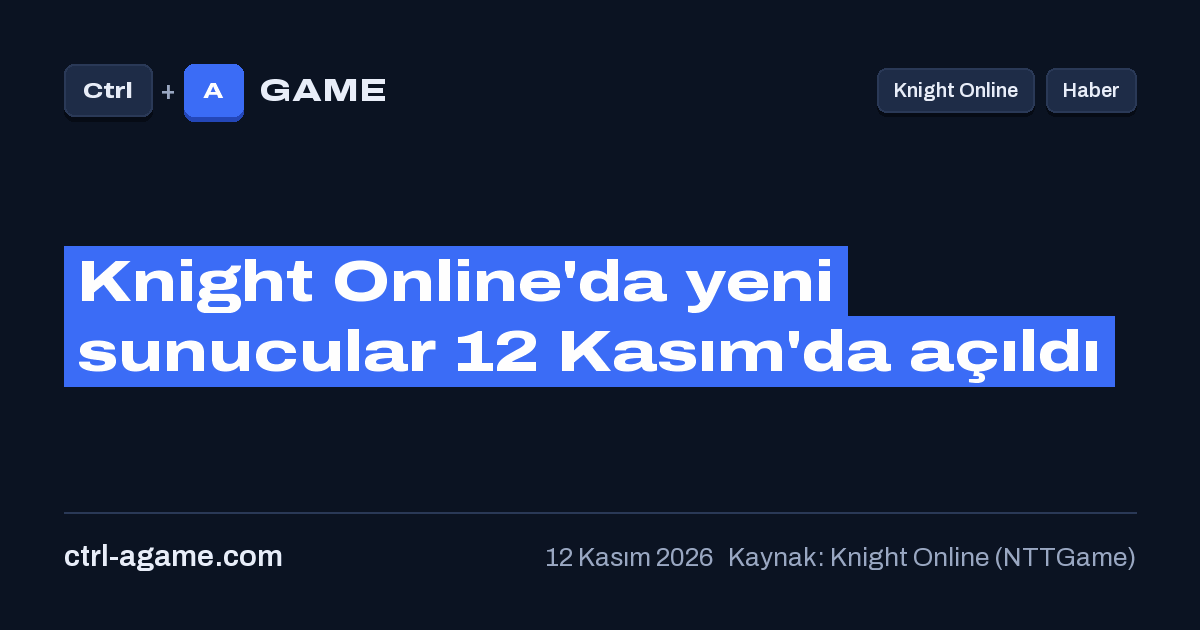 Ctrl + A GAME
Knight Online Haber
Knight Online'da yeni
sunucular 12 Kasım'da açıldı
ctrl-agame.com
12 Kasım 2026 Kaynak: Knight Online (NTTGame)